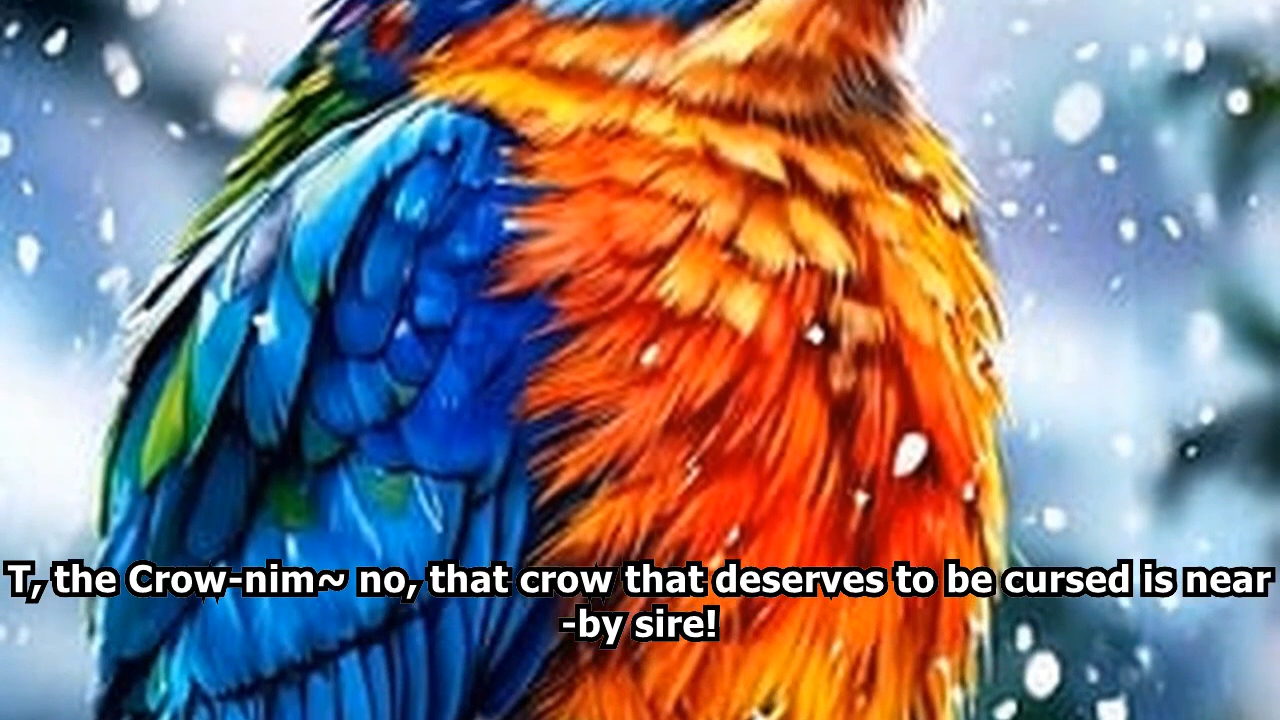 T, the Crow-nim~ no, that crow that deserves to be cursed is near
-by sire!